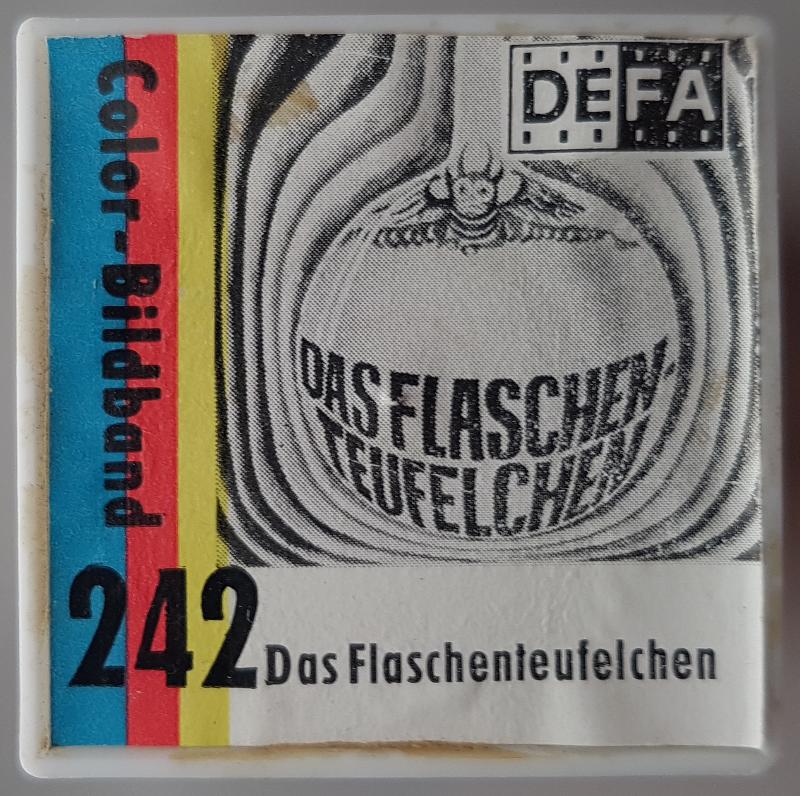 DEFA
Color-Bildband
DAS FLASCHEN-
TEUFELCHEN
242 Das Flaschenteufelchen